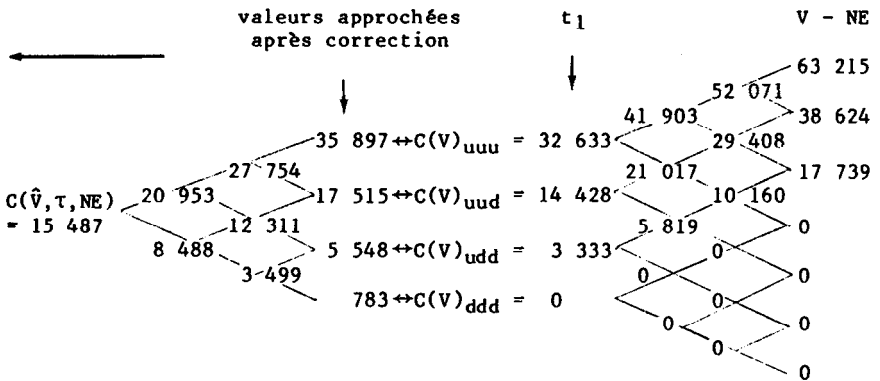 valeurs approchées t₁ V - NE
après correction
63 215
52 071
41 903 38 624
35 897↔C(V)uuu = 32 633 29 408
27 754 21 017 17 739
C(V̂,τ,NE) 20 953 17 515↔C(V)uud = 14 428 10 160
= 15 487 12 311 5 819 0
8 488 5 548↔C(V)udd = 3 333 0
3 499 0 0
783↔C(V)ddd = 0 0
0 0
0
0